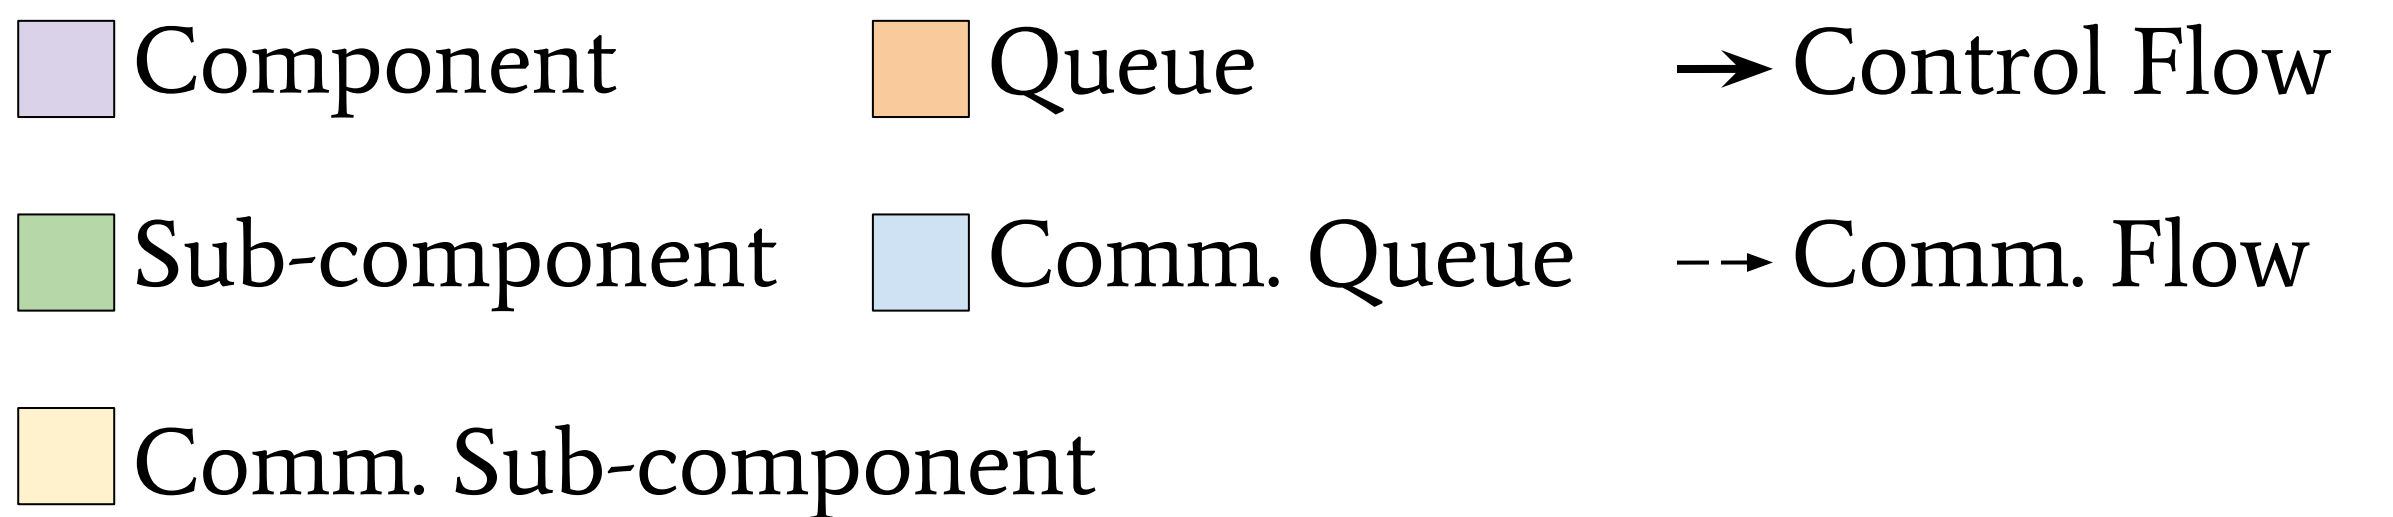 Component
Queue
Control Flow
Sub-component
Comm. Queue
Comm. Flow
Comm. Sub-component